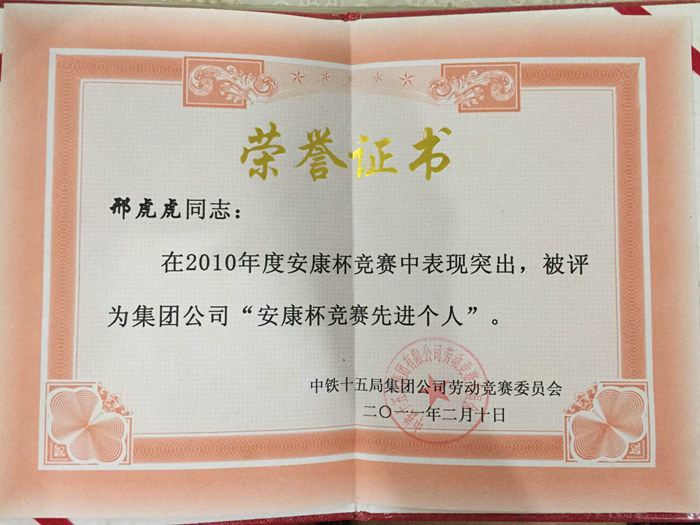 荣誉证书
邢虎虎同志：
在2010年度安康杯竞赛中表现突出，被评
为集团公司“安康杯竞赛先进个人”。
中铁十五局集团公司劳动竞赛委员会
二〇一一年二月十日